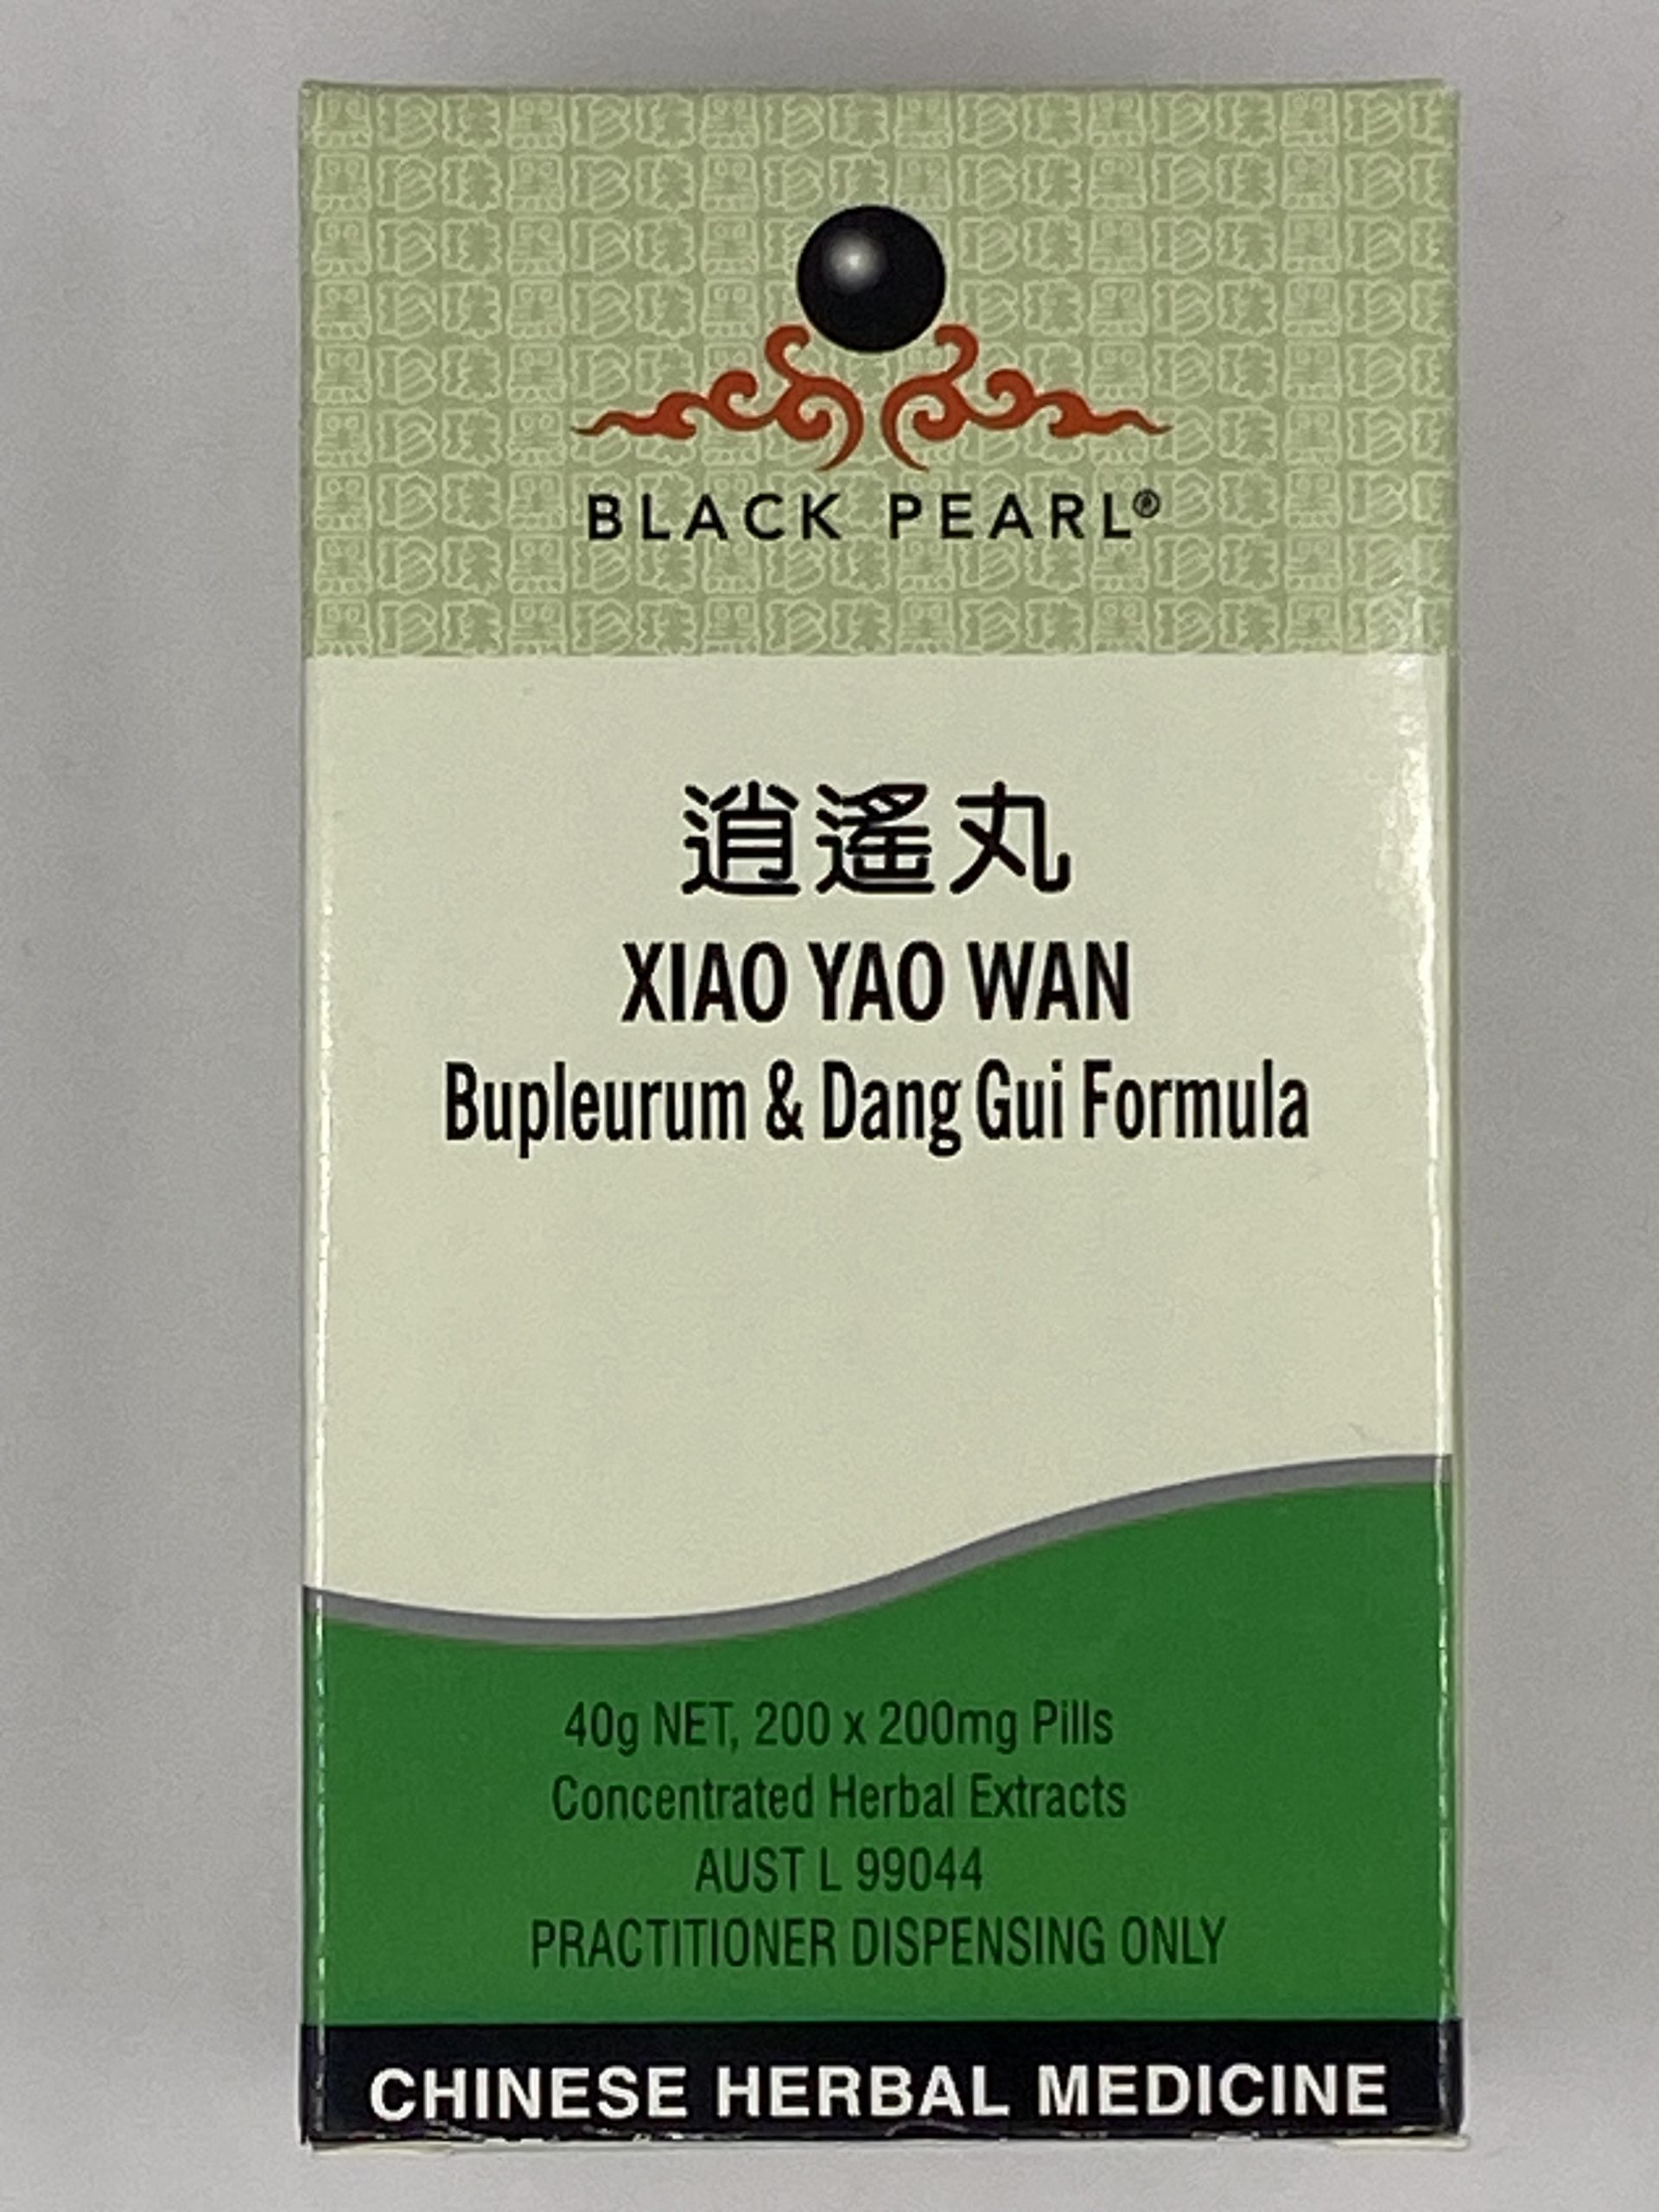 BLACK PEARL®
逍遙丸
XIAO YAO WAN
Bupleurum & Dang Gui Formula
40g NET, 200 x 200mg Pills
Concentrated Herbal Extracts
AUST L 99044
PRACTITIONER DISPENSING ONLY
CHINESE HERBAL MEDICINE